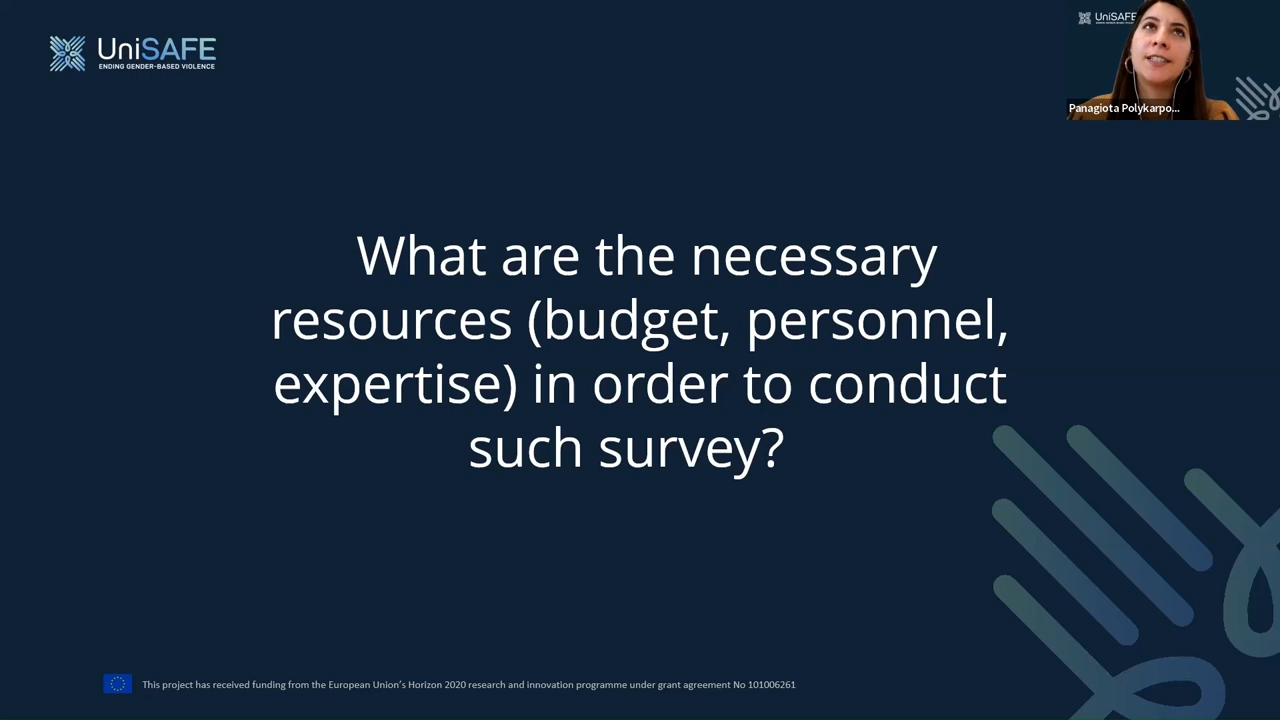 UniSAFE
ENDING GENDER-BASED VIOLENCE
UniSAFE
Panagiota Polykarpo...
What are the necessary
resources (budget, personnel,
expertise) in order to conduct
such survey?
This project has received funding from the European Union's Horizon 2020 research and innovation programme under grant agreement No 101006261